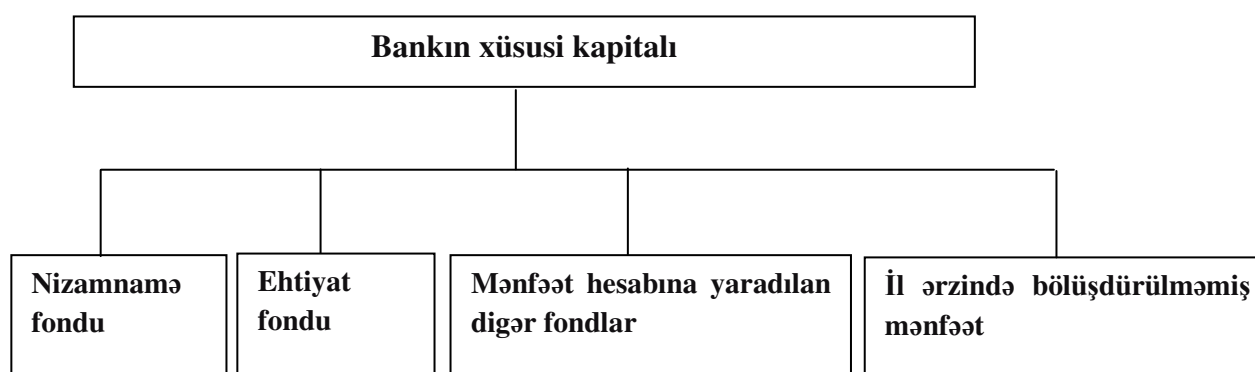 Bankın xüsusi kapitalı
Nizamnamə
fondu
Ehtiyat
fondu
Mənfəət hesabına yaradılan
digər fondlar
İl ərzində bölüşdürülməmiş
mənfəət